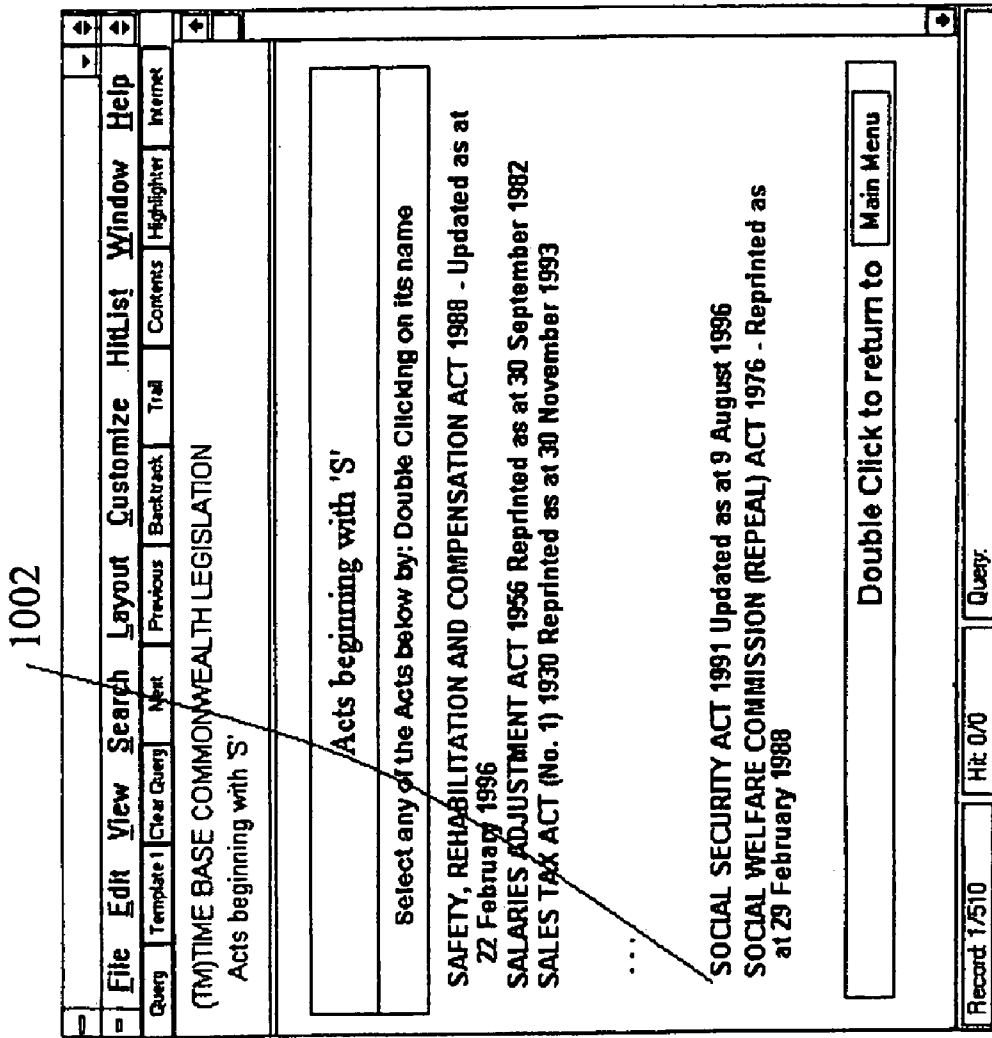 1002
File Edit View Search Layout Customize HitList Window Help
Query Template 1 Clear Query Next Previous Backtrack Trail Contents Highlighter Internet
(TM)TIME BASE COMMONWEALTH LEGISLATION
Acts beginning with 'S'
Acts beginning with 'S'
Select any of the Acts below by: Double Clicking on its name
SAFETY, REHABILITATION AND COMPENSATION ACT 1988 - Updated as at
22 February 1996
SALARIES ADJUSTMENT ACT 1956 Reprinted as at 30 September 1982
SALES TAX ACT (No. 1) 1930 Reprinted as at 30 November 1993
. . .
SOCIAL SECURITY ACT 1991 Updated as at 9 August 1996
SOCIAL WELFARE COMMISSION (REPEAL) ACT 1976 - Reprinted as
at 29 February 1988
Double Click to return to Main Menu
Record: 1/510 Hit: 0/0 Query: